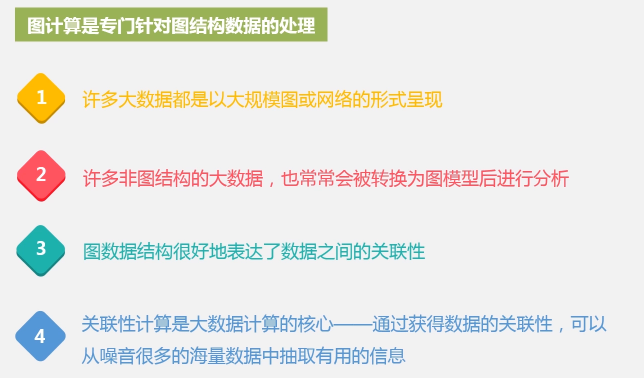 图计算是专门针对图结构数据的处理
1
许多大数据都是以大规模图或网络的形式呈现
2
许多非图结构的大数据，也常常会被转换为图模型后进行分析
3
图数据结构很好地表达了数据之间的关联性
4
关联性计算是大数据计算的核心——通过获得数据的关联性，可以
从噪音很多的海量数据中抽取有用的信息